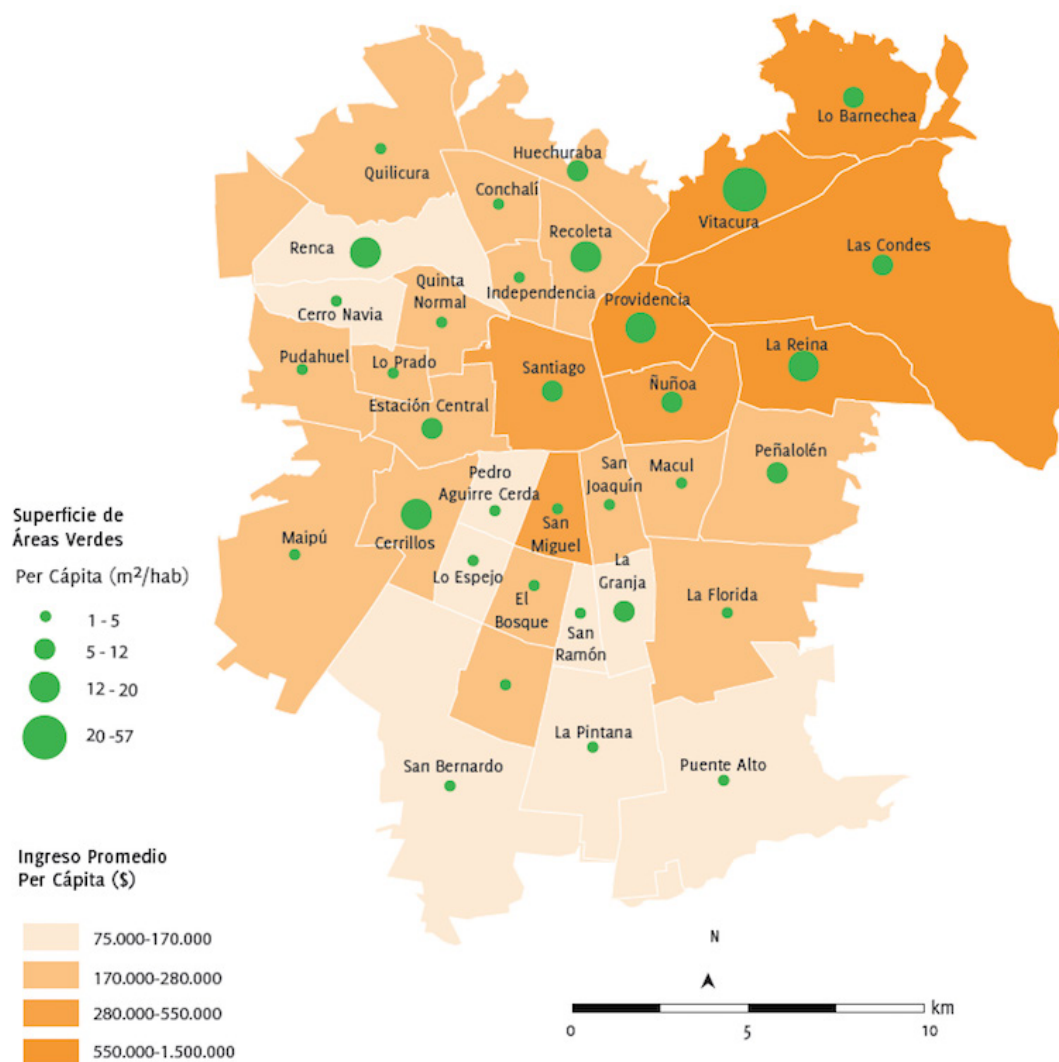 Lo Barnechea
Huechuraba
Quilicura
Conchalí
Vitacura
Recoleta
Renca
Las Condes
Quinta
Normal
Independencia
Providencia
Cerro Navia
La Reina
Pudahuel
Lo Prado
Santiago
Ñuñoa
Estación Central
Peñalolén
Pedro
Aguirre Cerda
San
Joaquín
Macul
San
Miguel
Cerrillos
Maipú
Lo Espejo
La
Granja
El
Bosque
San
Ramón
La Florida
La Pintana
San Bernardo
Puente Alto
Superficie de
Áreas Verdes
Per Cápita (m²/hab)
1 - 5
5 - 12
12 - 20
20 -57
Ingreso Promedio
Per Cápita ($)
75.000-170.000
170.000-280.000
280.000-550.000
550.000-1.500.000
N
km
0 5 10